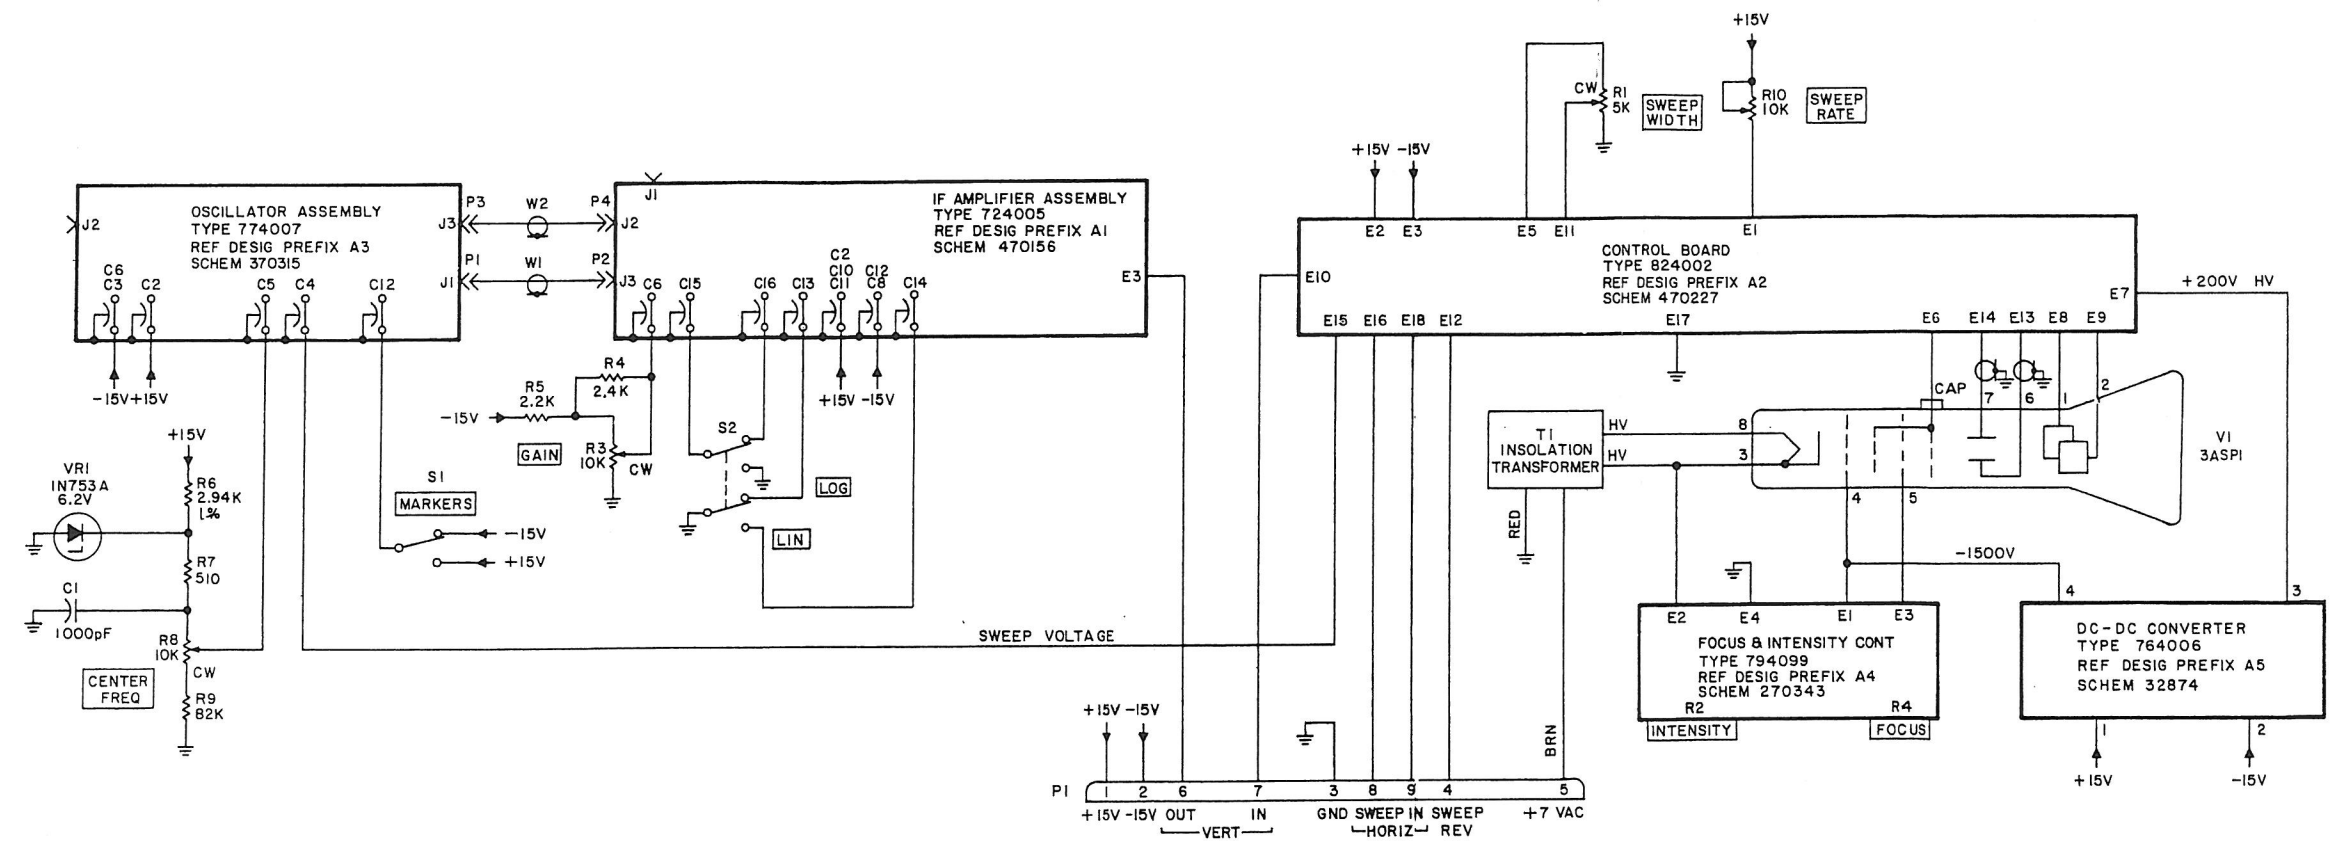 +15V
CW
R1
5K
SWEEP
WIDTH
R10
10K
SWEEP
RATE
+15V -15V
J2
OSCILLATOR ASSEMBLY
TYPE 774007
REF DESIG PREFIX A3
SCHEM 370315
C6
C3
C2
C5
C4
C12
J3
J1
P3
P1
W2
W1
P4
P2
J1
J2
J3
IF AMPLIFIER ASSEMBLY
TYPE 724005
REF DESIG PREFIX A1
SCHEM 470156
C6
C15
C16
C13
C2
C10
C11
C12
C8
C14
E3
E2
E3
E5
E11
E1
CONTROL BOARD
TYPE 824002
REF DESIG PREFIX A2
SCHEM 470227
E10
E7
E15
E16
E18
E12
E17
E6
E14
E13
E8
E9
+200V HV
-15V +15V
+15V
VR1
1N753A
6.2V
R6
2.94K
1%
R7
510
C1
1000pF
R8
10K
CW
CENTER
FREQ
R9
82K
S1
MARKERS
-15V
+15V
R4
2.4K
R5
2.2K
-15V
GAIN
R3
10K
CW
+15V -15V
S2
LOG
LIN
SWEEP VOLTAGE
T1
INSOLATION
TRANSFORMER
HV
HV
RED
BRN
8
3
CAP
7
6
1
2
4
5
V1
3ASP1
-1500V
E2
E4
E1
E3
FOCUS & INTENSITY CONT
TYPE 794099
REF DESIG PREFIX A4
SCHEM 270343
R2
R4
INTENSITY
FOCUS
4
3
DC-DC CONVERTER
TYPE 764006
REF DESIG PREFIX A5
SCHEM 32874
1
2
+15V
-15V
+15V -15V
P1
1 2 6 7 3 8 9 4 5
+15V -15V OUT IN GND SWEEP IN SWEEP +7 VAC
VERT HORIZ REV